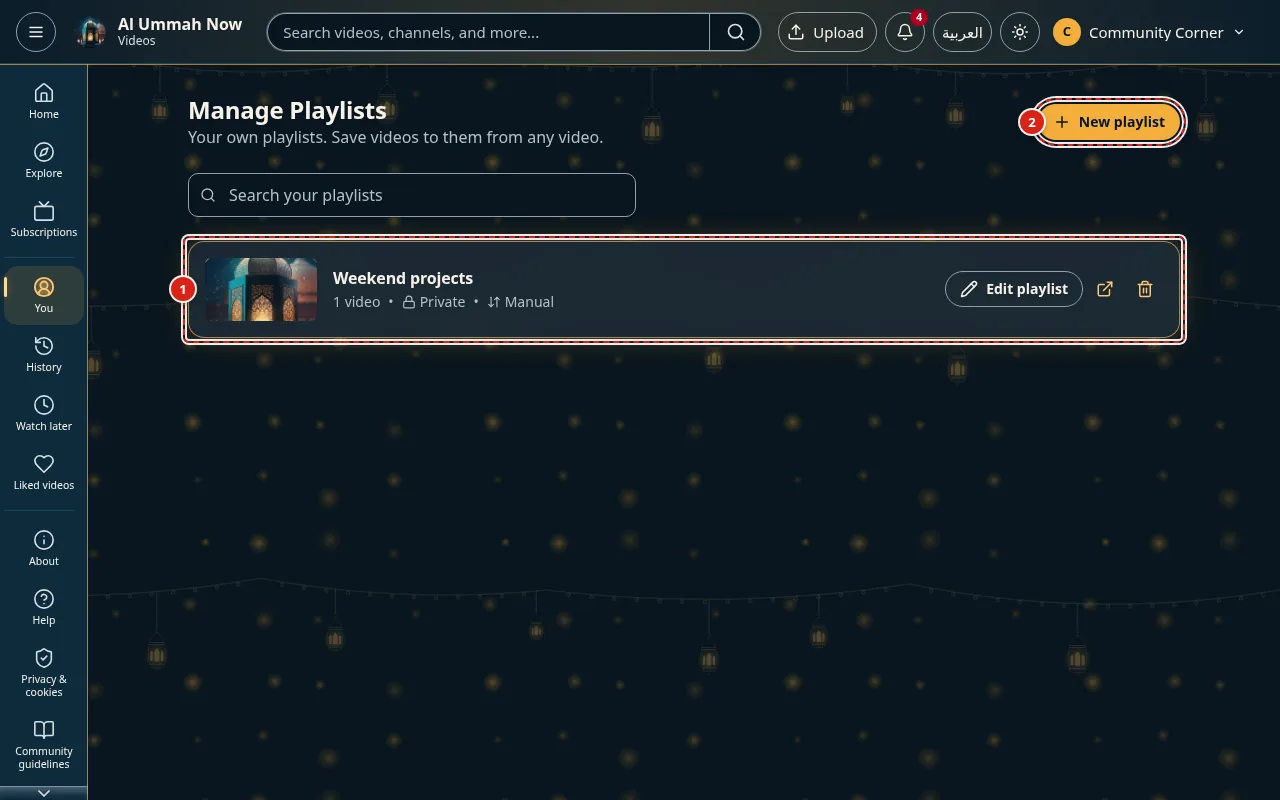 Al Ummah Now
Videos
Search videos, channels, and more...
Upload
4
العربية
C
Community Corner
Home
Explore
Subscriptions
You
History
Watch later
Liked videos
About
Help
Privacy &
cookies
Community
guidelines
Manage Playlists
Your own playlists. Save videos to them from any video.
2
New playlist
Search your playlists
1
Weekend projects
1 video • Private • Manual
Edit playlist